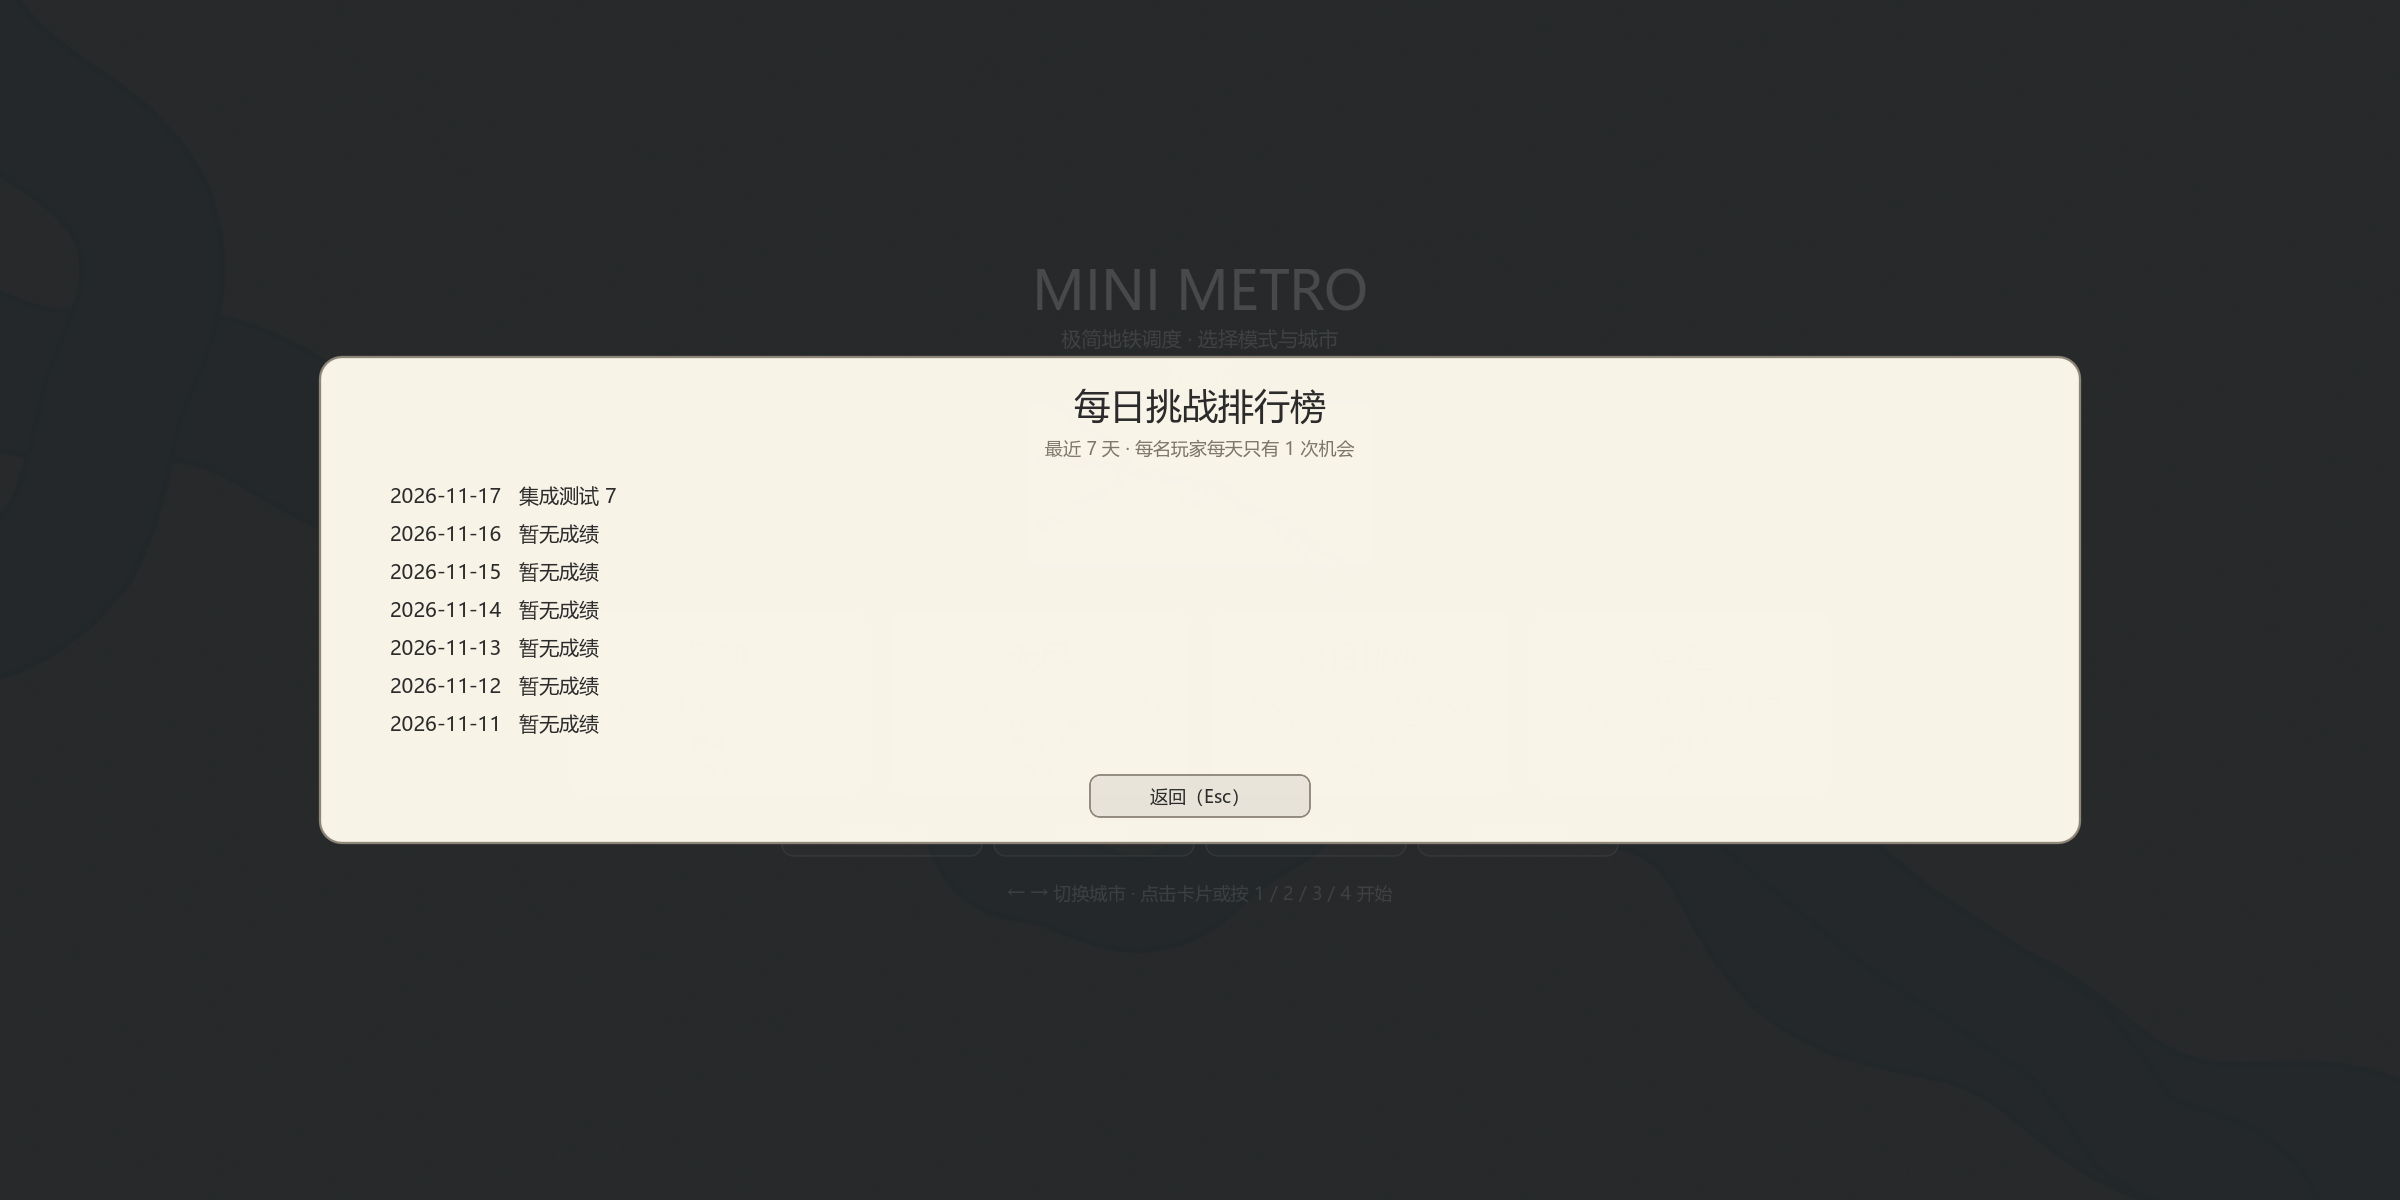 MINI METRO
极简地铁调度 · 选择模式与城市
每日挑战排行榜
最近 7 天 · 每名玩家每天只有 1 次机会
2026-11-17 集成测试 7
2026-11-16 暂无成绩
2026-11-15 暂无成绩
2026-11-14 暂无成绩
2026-11-13 暂无成绩
2026-11-12 暂无成绩
2026-11-11 暂无成绩
返回（Esc）
← → 切换城市 · 点击卡片或按 1 / 2 / 3 / 4 开始